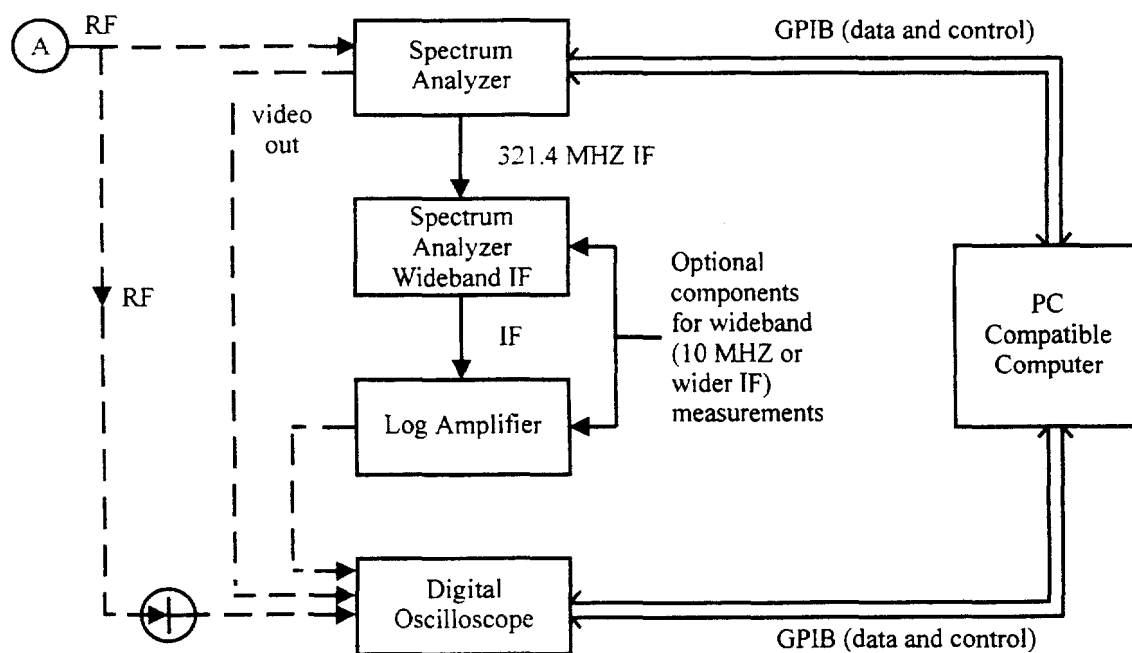 A
RF
Spectrum
Analyzer
GPIB (data and control)
video
out
321.4 MHZ IF
Spectrum
Analyzer
Wideband IF
RF
Optional
components
for wideband
(10 MHZ or
wider IF)
measurements
PC
Compatible
Computer
IF
Log Amplifier
Digital
Oscilloscope
GPIB (data and control)